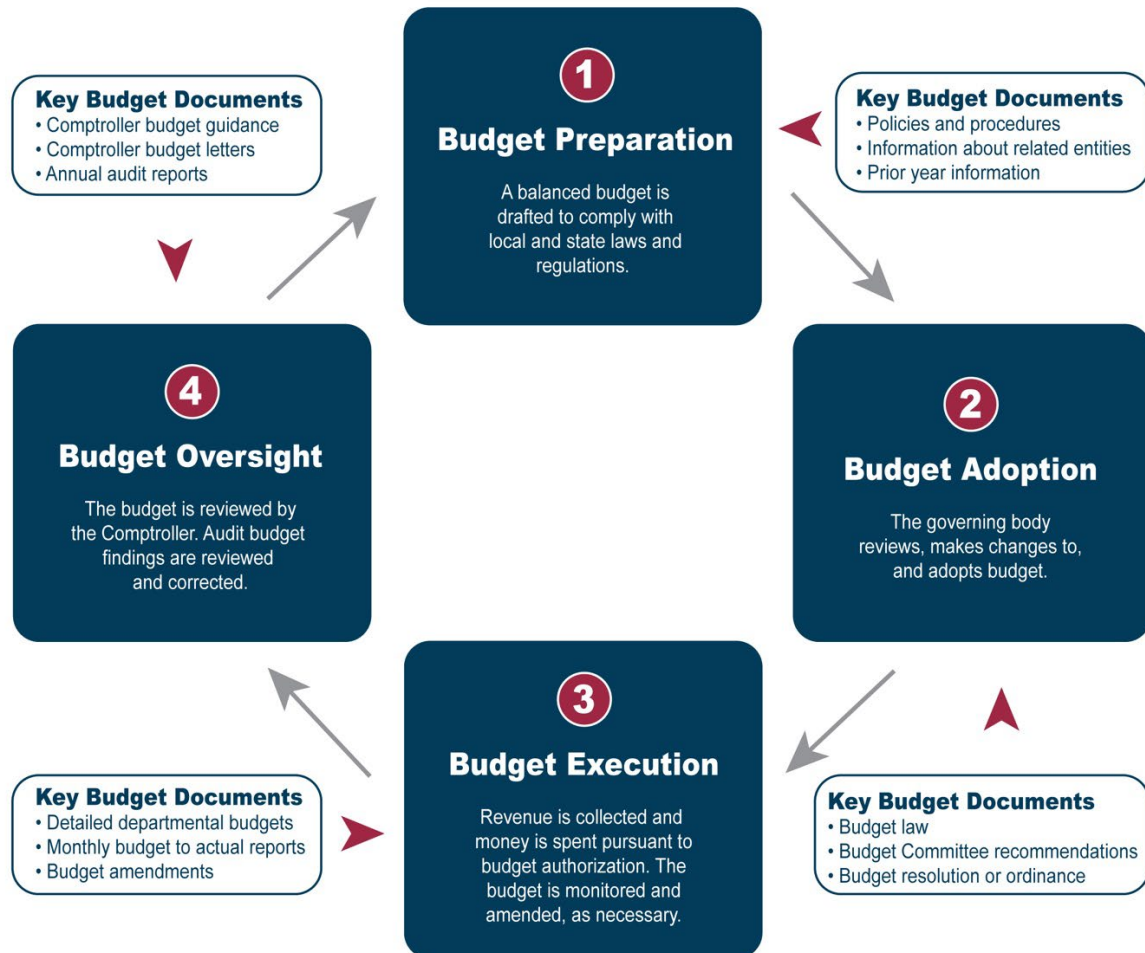 1
Budget Preparation
A balanced budget is
drafted to comply with
local and state laws and
regulations.
Key Budget Documents
• Policies and procedures
• Information about related entities
• Prior year information
2
Budget Adoption
The governing body
reviews, makes changes to,
and adopts budget.
Key Budget Documents
• Budget law
• Budget Committee recommendations
• Budget resolution or ordinance
3
Budget Execution
Revenue is collected and
money is spent pursuant to
budget authorization. The
budget is monitored and
amended, as necessary.
Key Budget Documents
• Detailed departmental budgets
• Monthly budget to actual reports
• Budget amendments
4
Budget Oversight
The budget is reviewed by
the Comptroller. Audit budget
findings are reviewed
and corrected.
Key Budget Documents
• Comptroller budget guidance
• Comptroller budget letters
• Annual audit reports